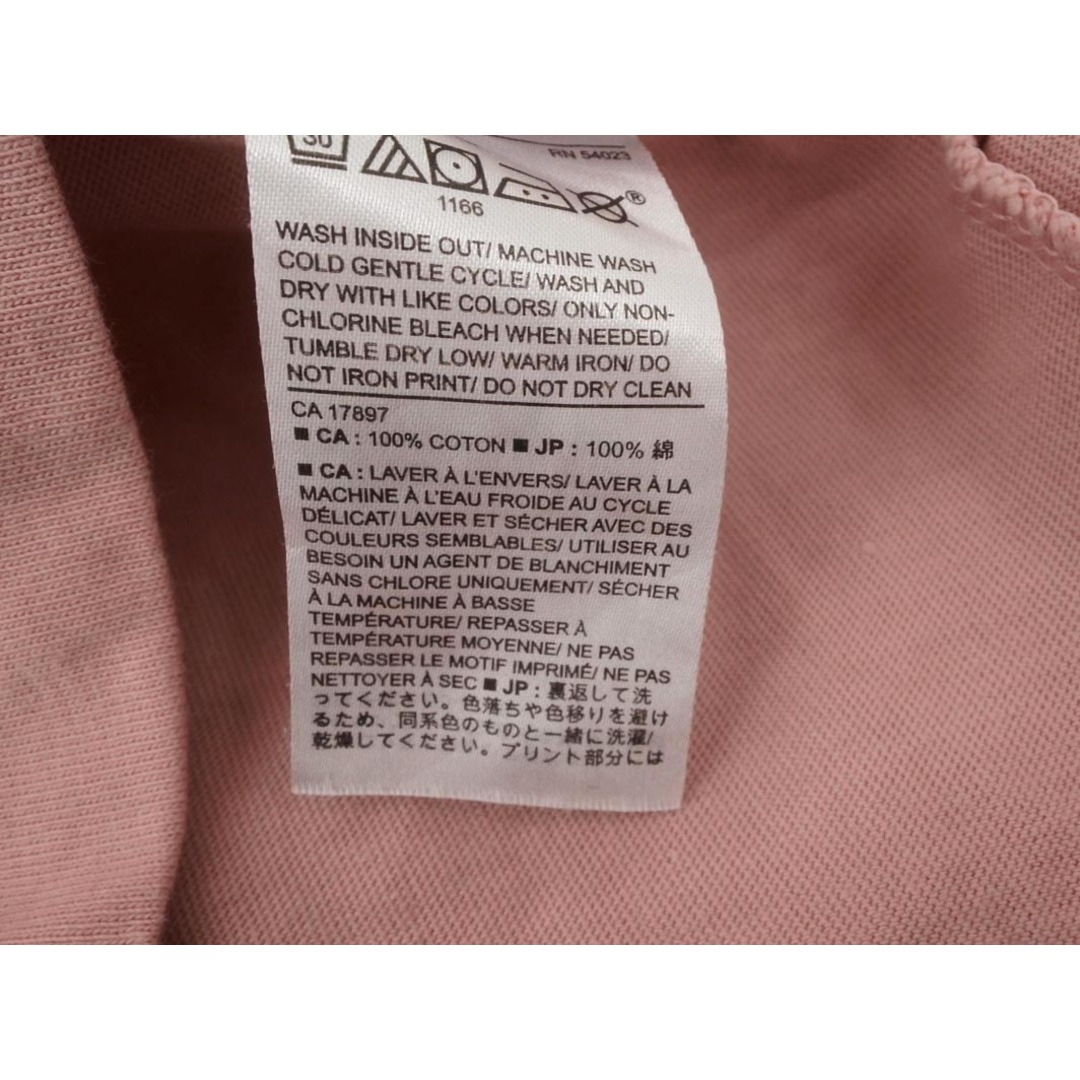 30
RN 54023
®
1166
WASH INSIDE OUT/ MACHINE WASH
COLD GENTLE CYCLE/ WASH AND
DRY WITH LIKE COLORS/ ONLY NON-
CHLORINE BLEACH WHEN NEEDED/
TUMBLE DRY LOW/ WARM IRON/ DO
NOT IRON PRINT/ DO NOT DRY CLEAN
CA 17897
■ CA : 100% COTON ■ JP : 100% 綿
■ CA : LAVER À L'ENVERS/ LAVER À LA
MACHINE À L'EAU FROIDE AU CYCLE
DÉLICAT/ LAVER ET SÉCHER AVEC DES
COULEURS SEMBLABLES/ UTILISER AU
BESOIN UN AGENT DE BLANCHIMENT
SANS CHLORE UNIQUEMENT/ SÉCHER
À LA MACHINE À BASSE
TEMPÉRATURE/ REPASSER À
TEMPÉRATURE MOYENNE/ NE PAS
REPASSER LE MOTIF IMPRIMÉ/ NE PAS
NETTOYER À SEC ■ JP : 裏返して洗
ってください。色落ちや色移りを避け
るため、同系色のものと一緒に洗濯/
乾燥してください。プリント部分には